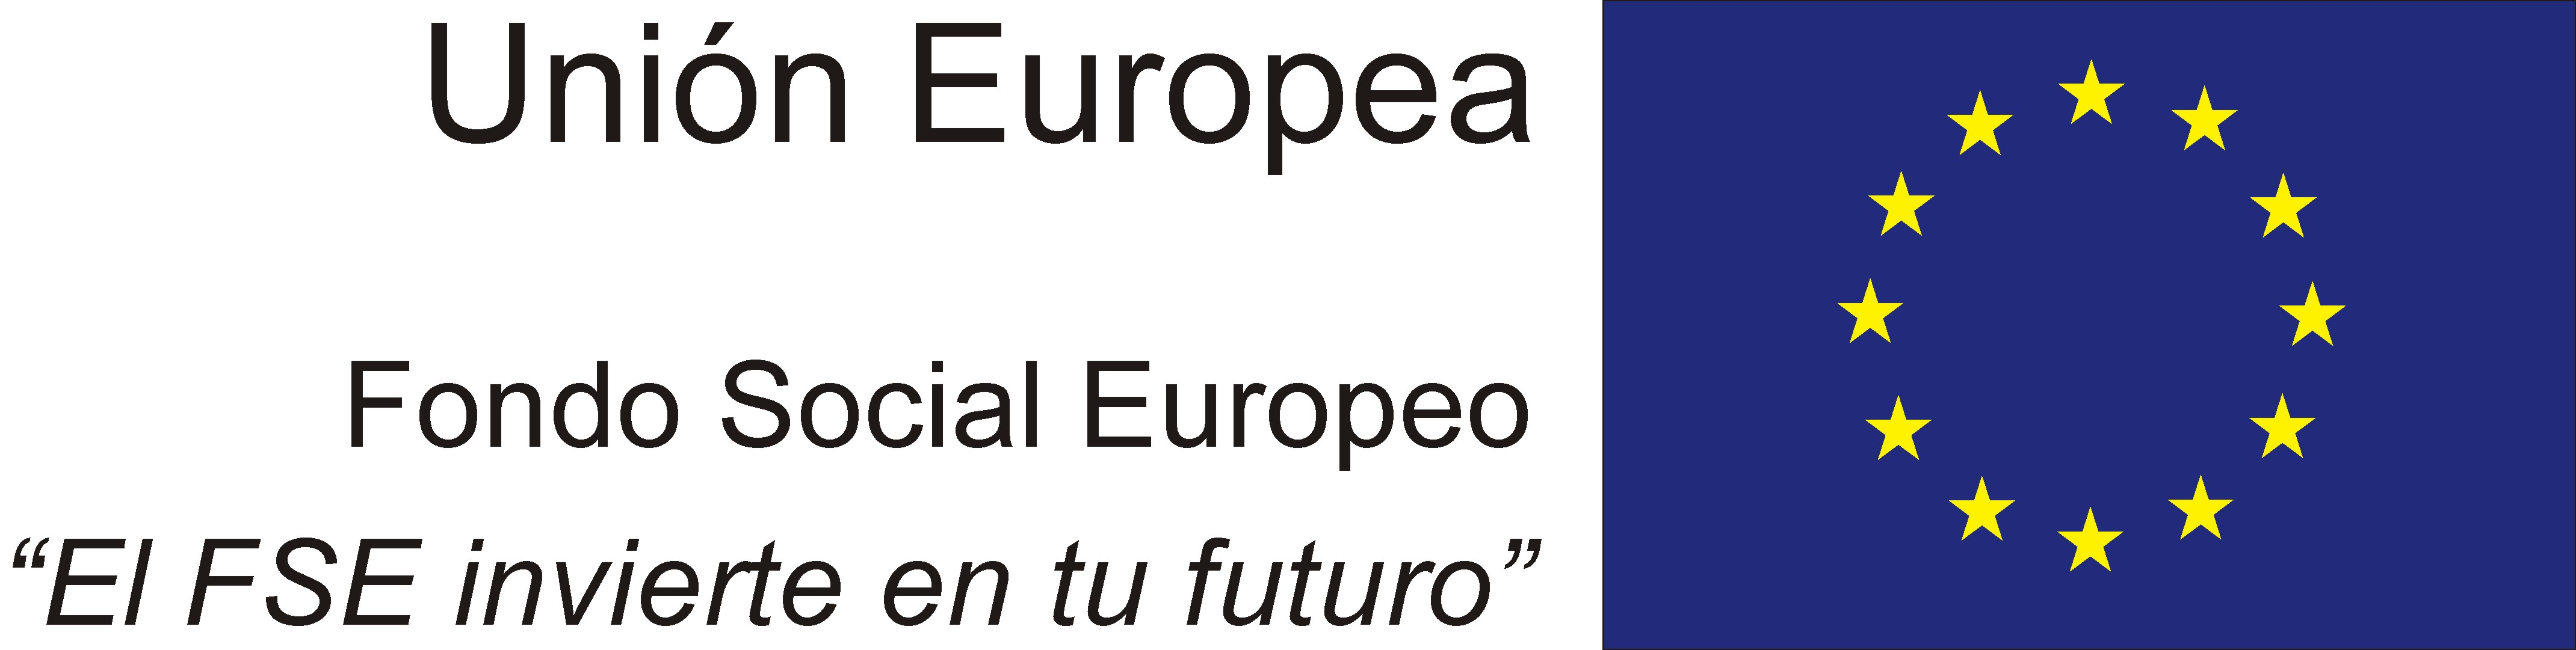 Unión Europea
Fondo Social Europeo
“El FSE invierte en tu futuro”